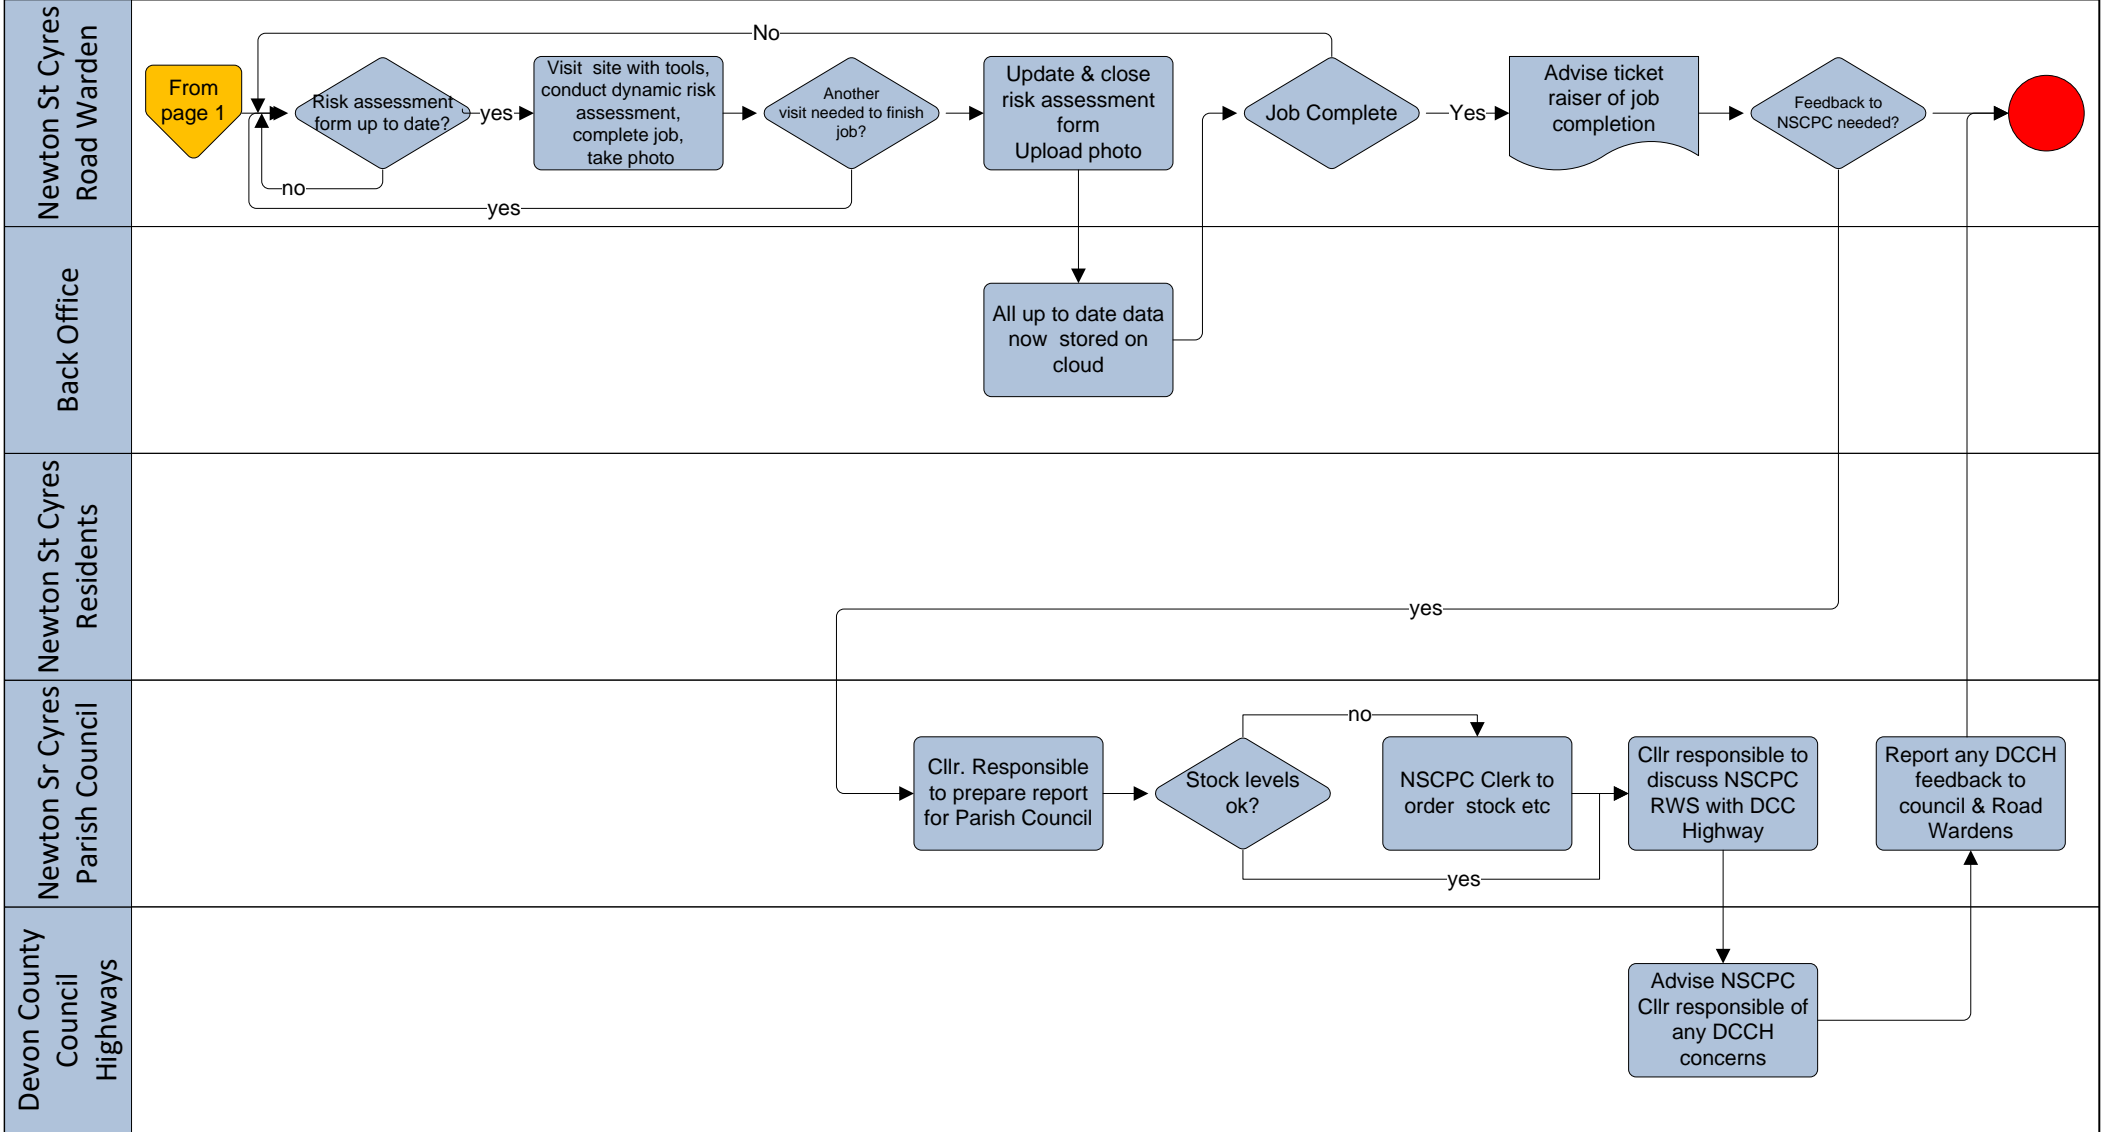 Newton St Cyres
Road Warden
From
page 1
No
Risk assessment
form up to date?
yes
no
Visit site with tools,
conduct dynamic risk
assessment,
complete job,
take photo
Another
visit needed to finish
job?
yes
Update & close
risk assessment
form
Upload photo
Job Complete
Yes
Advise ticket
raiser of job
completion
Feedback to
NSCPC needed?
Back Office
All up to date data
now stored on
cloud
Newton St Cyres
Residents
yes
Newton Sr Cyres
Parish Council
Cllr. Responsible
to prepare report
for Parish Council
Stock levels
ok?
no
yes
NSCPC Clerk to
order stock etc
Cllr responsible to
discuss NSCPC
RWS with DCC
Highway
Report any DCCH
feedback to
council & Road
Wardens
Devon County
Council
Highways
Advise NSCPC
Cllr responsible of
any DCCH
concerns